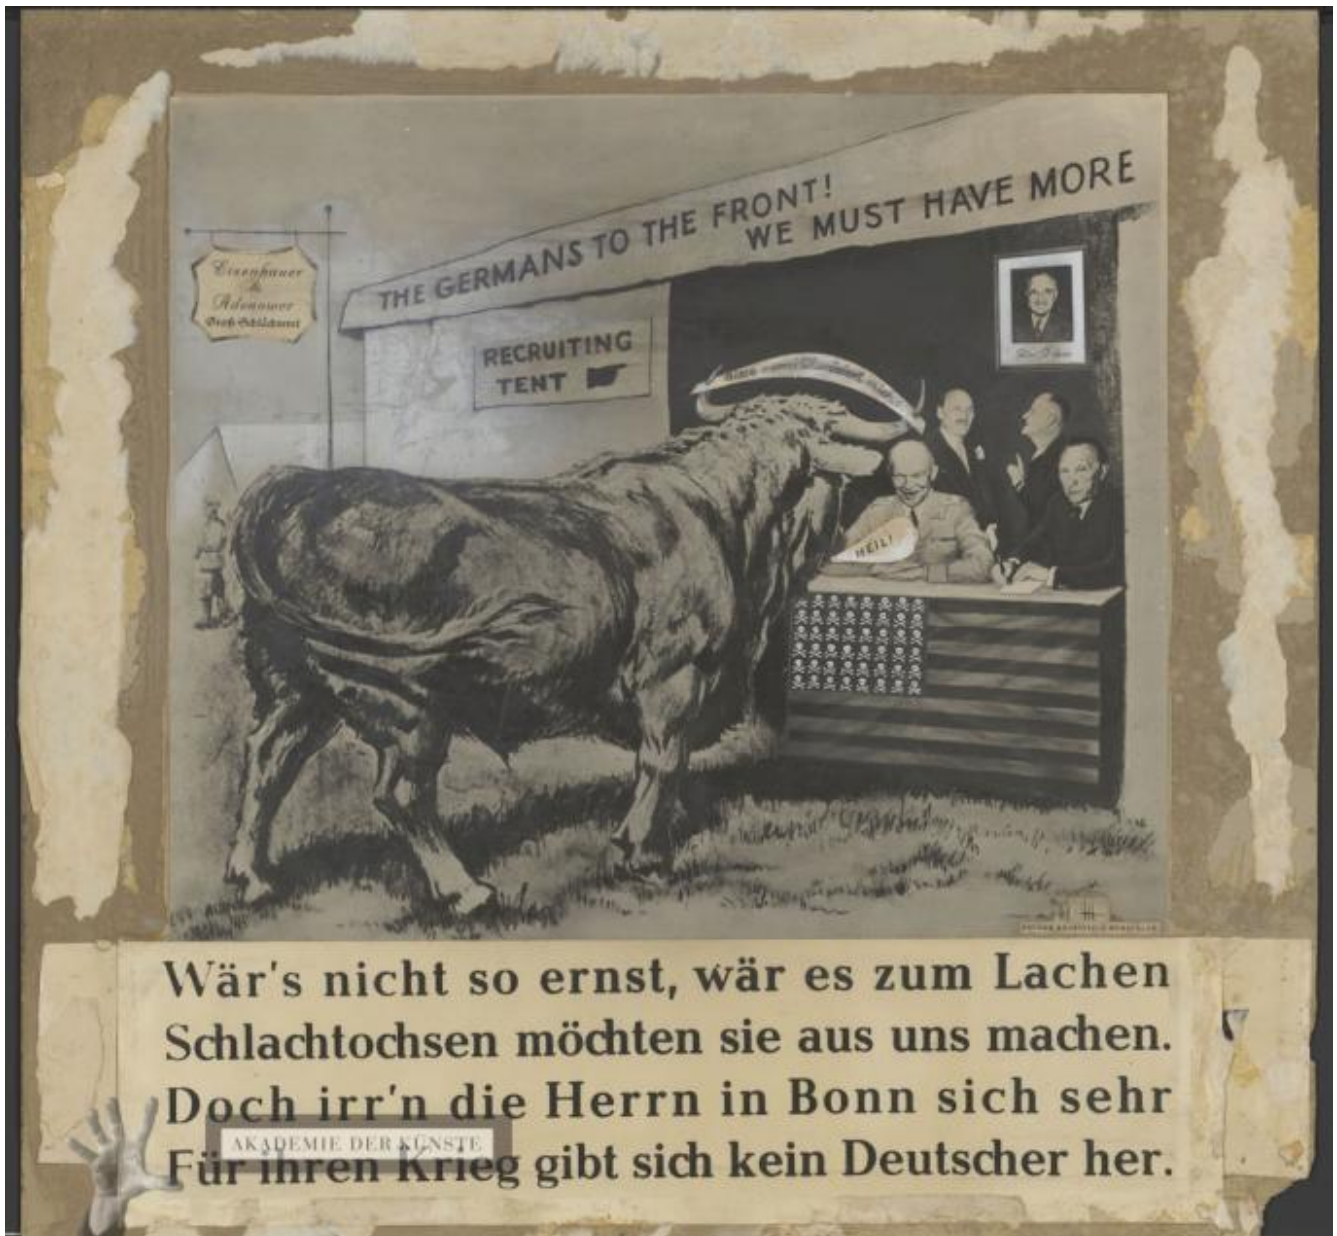 THE GERMANS TO THE FRONT!
WE MUST HAVE MORE
Eisenhauer
&
Adenauer
Groß-Schlächterei
RECRUITING
TENT
HEIL!
Wär's nicht so ernst, wär es zum Lachen
Schlachtochsen möchten sie aus uns machen.
Doch irr'n die Herrn in Bonn sich sehr
Für ihren Krieg gibt sich kein Deutscher her.
AKADEMIE DER KÜNSTE